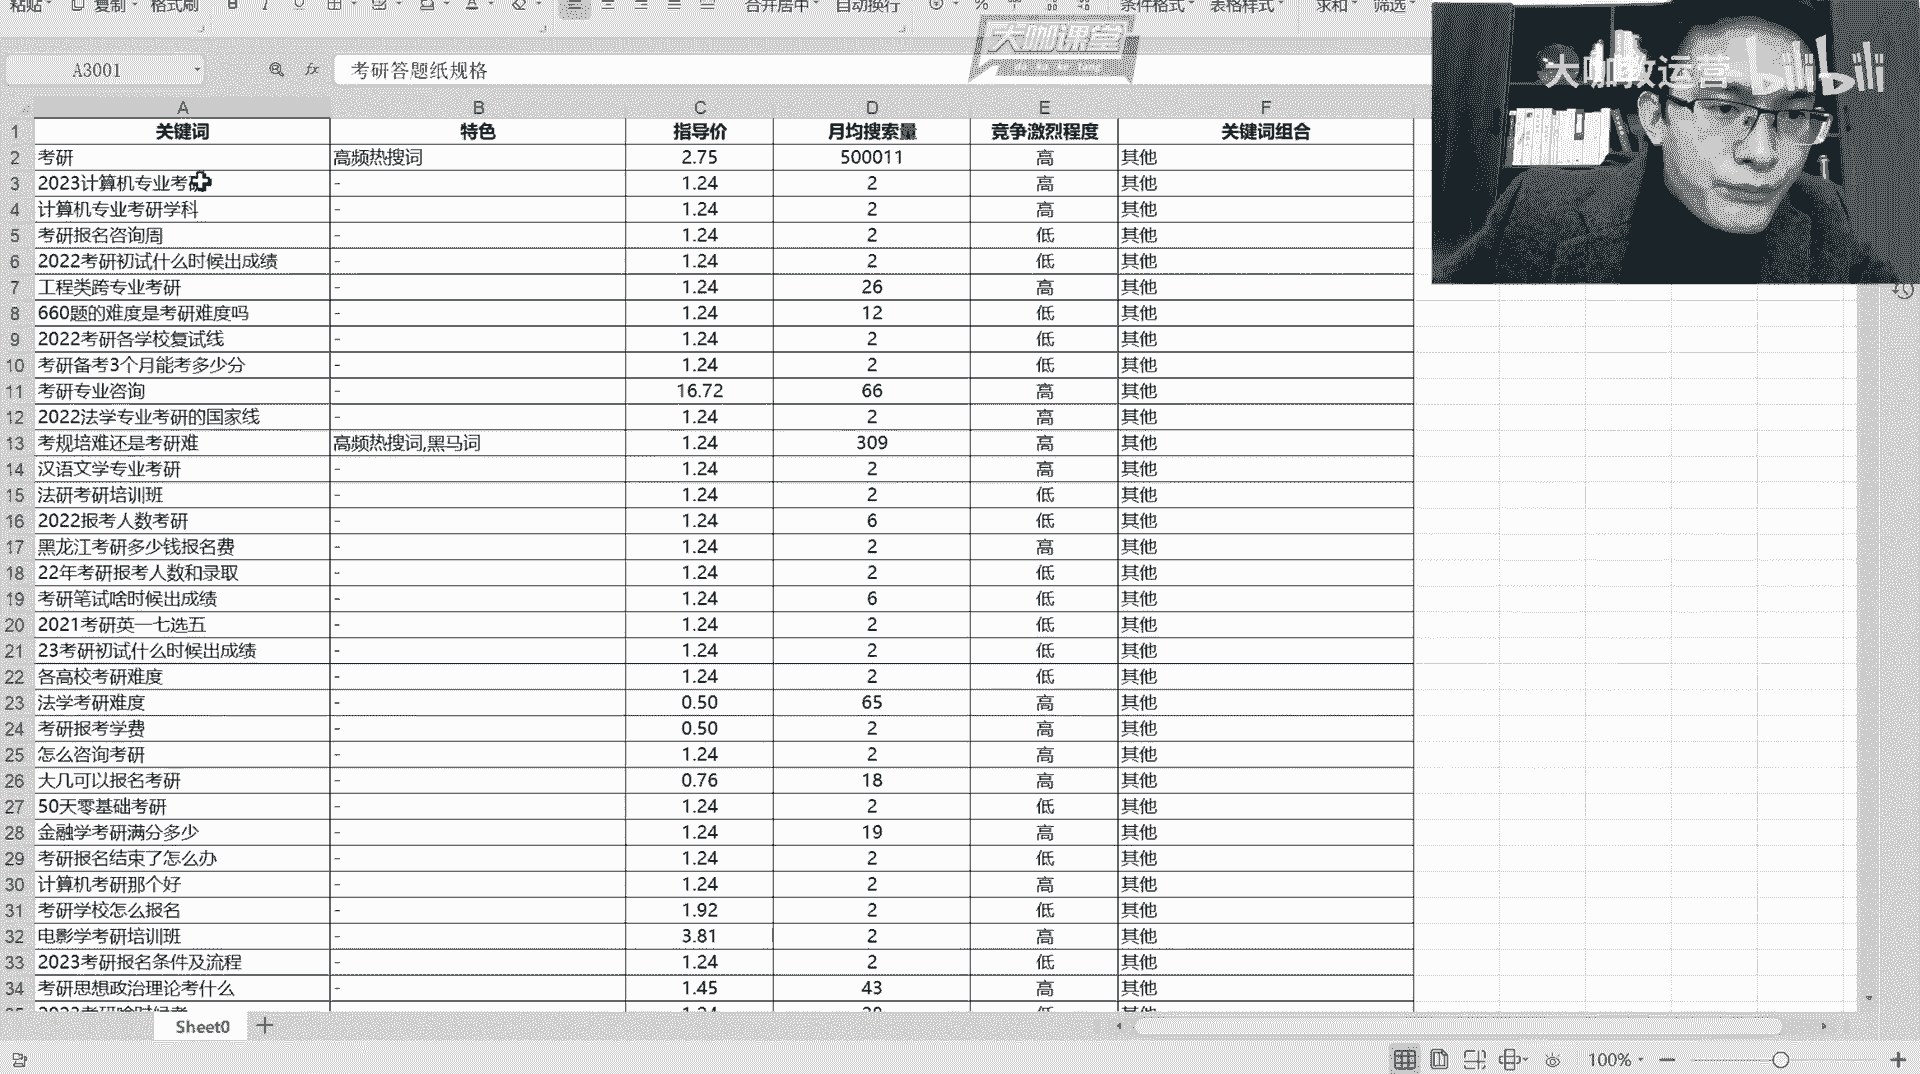 粘贴 复制 格式刷 B I U A 合并居中 自动换行 % 条件格式 表格样式 求和 筛选
A3001 fx 考研答题纸规格
大咖课堂
大咖教运营 bilibili
A B C D E F
1 关键词 特色 指导价 月均搜索量 竞争激烈程度 关键词组合
2 考研 高频热搜词 2.75 500011 高 其他
3 2023计算机专业考研 - 1.24 2 高 其他
4 计算机专业考研学科 - 1.24 2 高 其他
5 考研报名咨询周 - 1.24 2 低 其他
6 2022考研初试什么时候出成绩 - 1.24 2 低 其他
7 工程类跨专业考研 - 1.24 26 高 其他
8 660题的难度是考研难度吗 - 1.24 12 低 其他
9 2022考研各学校复试线 - 1.24 2 低 其他
10 考研备考3个月能考多少分 - 1.24 2 低 其他
11 考研专业咨询 - 16.72 66 高 其他
12 2022法学专业考研的国家线 - 1.24 2 高 其他
13 考规培难还是考研难 高频热搜词,黑马词 1.24 309 高 其他
14 汉语文学专业考研 - 1.24 2 高 其他
15 法研考研培训班 - 1.24 2 低 其他
16 2022报考人数考研 - 1.24 6 低 其他
17 黑龙江考研多少钱报名费 - 1.24 2 高 其他
18 22年考研报考人数和录取 - 1.24 2 低 其他
19 考研笔试啥时候出成绩 - 1.24 6 低 其他
20 2021考研英一七选五 - 1.24 2 低 其他
21 23考研初试什么时候出成绩 - 1.24 2 低 其他
22 各高校考研难度 - 1.24 2 低 其他
23 法学考研难度 - 0.50 65 高 其他
24 考研报考学费 - 0.50 2 高 其他
25 怎么咨询考研 - 1.24 2 高 其他
26 大几可以报名考研 - 0.76 18 高 其他
27 50天零基础考研 - 1.24 2 低 其他
28 金融学考研满分多少 - 1.24 19 高 其他
29 考研报名结束了怎么办 - 1.24 2 低 其他
30 计算机考研那个好 - 1.24 2 高 其他
31 考研学校怎么报名 - 1.92 2 低 其他
32 电影学考研培训班 - 3.81 2 高 其他
33 2023考研报名条件及流程 - 1.24 2 低 其他
34 考研思想政治理论考什么 - 1.45 43 高 其他
Sheet0
100%